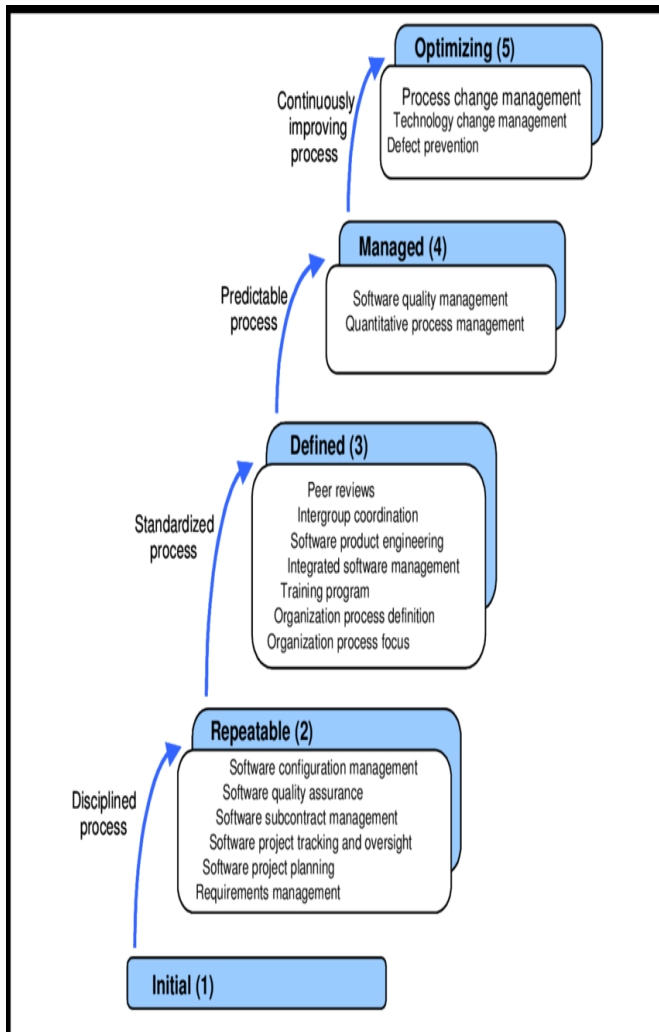 Optimizing (5)
Process change management
Technology change management
Defect prevention
Continuously
improving
process
Managed (4)
Software quality management
Quantitative process management
Predictable
process
Defined (3)
Peer reviews
Intergroup coordination
Software product engineering
Integrated software management
Training program
Organization process definition
Organization process focus
Standardized
process
Repeatable (2)
Software configuration management
Software quality assurance
Software subcontract management
Software project tracking and oversight
Software project planning
Requirements management
Disciplined
process
Initial (1)